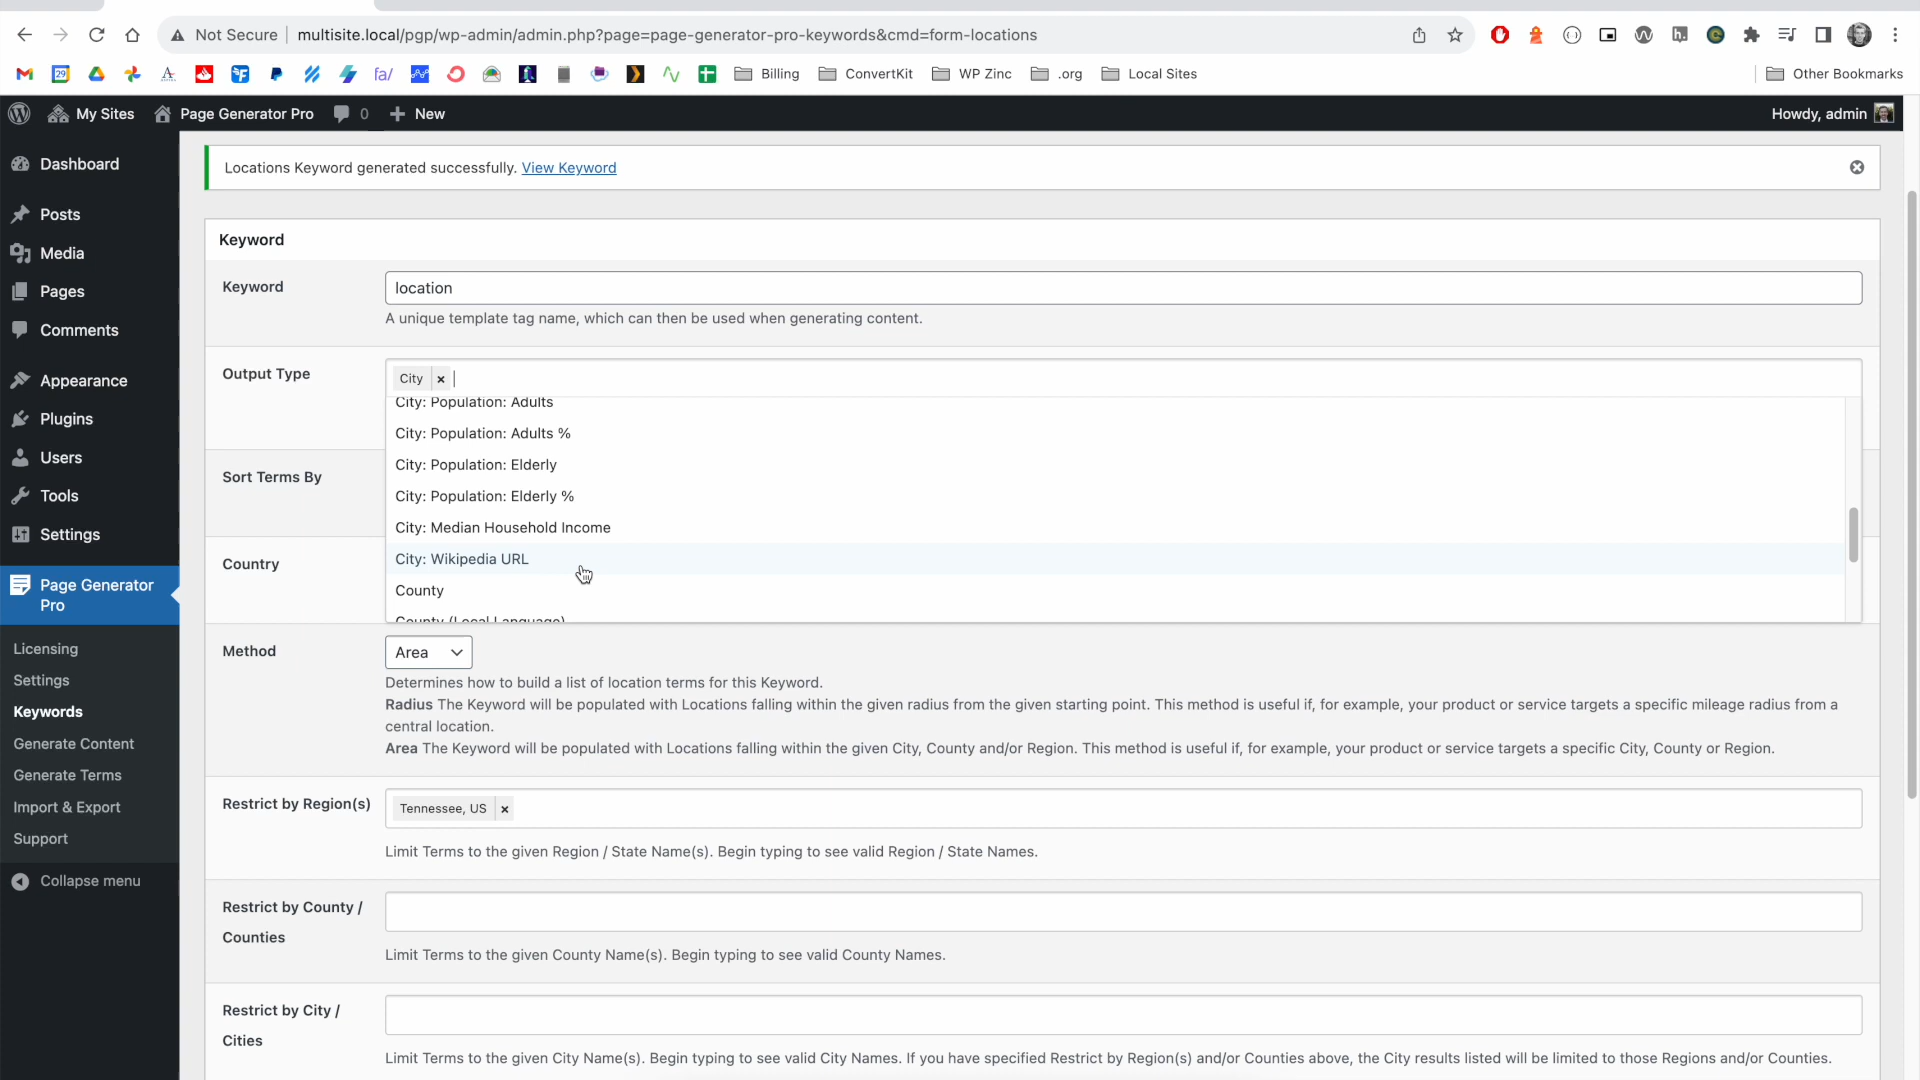 Not Secure
multisite.local/pgp/wp-admin/admin.php?page=page-generator-pro-keywords&cmd=form-locations
Billing
ConvertKit
WP Zinc
.org
Local Sites
Other Bookmarks
My Sites
Page Generator Pro
0
New
Howdy, admin
Dashboard
Posts
Media
Pages
Comments
Appearance
Plugins
Users
Tools
Settings
Page Generator
Pro
Licensing
Settings
Keywords
Generate Content
Generate Terms
Import & Export
Support
Collapse menu
Locations Keyword generated successfully. View Keyword
Keyword
Keyword
location
A unique template tag name, which can then be used when generating content.
Output Type
City ×
City: Population: Adults
City: Population: Adults %
City: Population: Elderly
City: Population: Elderly %
City: Median Household Income
City: Wikipedia URL
County
County (Local Language)
Sort Terms By
Country
Method
Area
Determines how to build a list of location terms for this Keyword.
Radius The Keyword will be populated with Locations falling within the given radius from the given starting point. This method is useful if, for example, your product or service targets a specific mileage radius from a
central location.
Area The Keyword will be populated with Locations falling within the given City, County and/or Region. This method is useful if, for example, your product or service targets a specific City, County or Region.
Restrict by Region(s)
Tennessee, US ×
Limit Terms to the given Region / State Name(s). Begin typing to see valid Region / State Names.
Restrict by County /
Counties
Limit Terms to the given County Name(s). Begin typing to see valid County Names.
Restrict by City /
Cities
Limit Terms to the given City Name(s). Begin typing to see valid City Names. If you have specified Restrict by Region(s) and/or Counties above, the City results listed will be limited to those Regions and/or Counties.